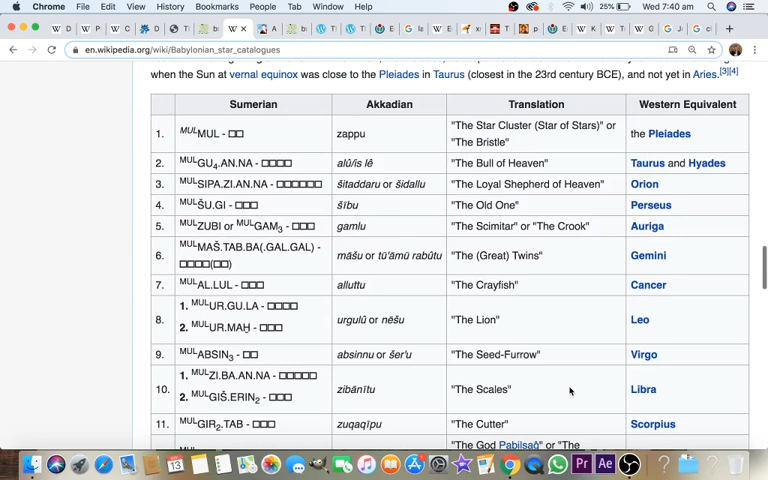 Chrome File Edit View History Bookmarks People Tab Window Help 25% Wed 7:40 am
en.wikipedia.org/wiki/Babylonian_star_catalogues
when the Sun at vernal equinox was close to the Pleiades in Taurus (closest in the 23rd century BCE), and not yet in Aries.[3][4]
Sumerian Akkadian Translation Western Equivalent
1. MULMUL - □□ zappu "The Star Cluster (Star of Stars)" or "The Bristle" the Pleiades
2. MULGU4.AN.NA - □□□□ alû/is lê "The Bull of Heaven" Taurus and Hyades
3. MULSIPA.ZI.AN.NA - □□□□□□ šitaddaru or šidallu "The Loyal Shepherd of Heaven" Orion
4. MULŠU.GI - □□□ šību "The Old One" Perseus
5. MULZUBI or MULGAM3 - □□□ gamlu "The Scimitar" or "The Crook" Auriga
6. MULMAŠ.TAB.BA(.GAL.GAL) - □□□□(□□) māšu or tū'āmū rabûtu "The (Great) Twins" Gemini
7. MULAL.LUL - □□□ alluttu "The Crayfish" Cancer
8. 1. MULUR.GU.LA - □□□□ 2. MULUR.MAḪ - □□□ urgulû or nēšu "The Lion" Leo
9. MULABSIN3 - □□ absinnu or šer'u "The Seed-Furrow" Virgo
10. 1. MULZI.BA.AN.NA - □□□□□ 2. MULGIŠ.ERIN2 - □□□ zibānītu "The Scales" Libra
11. MULGIR2.TAB - □□□ zuqaqīpu "The Cutter" Scorpius
"The God Pabilsaĝ" or "The